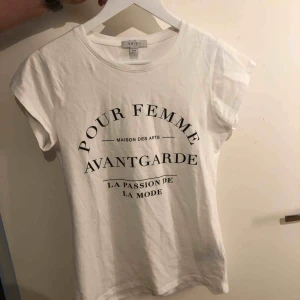 POUR FEMME
MAISON DES ARTS
AVANTGARDE
LA PASSION DE
LA MODE